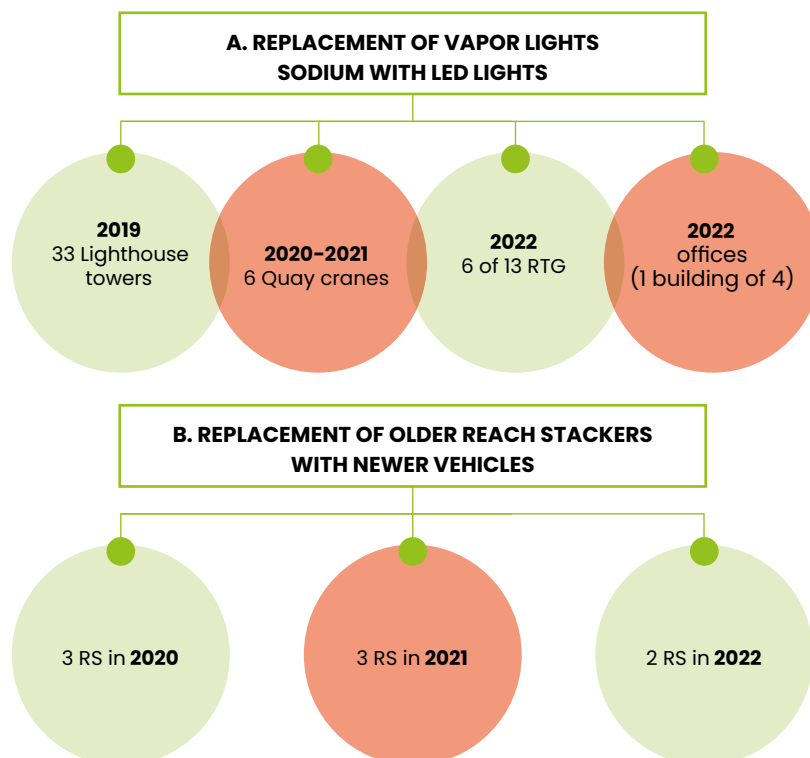 A. REPLACEMENT OF VAPOR LIGHTS
SODIUM WITH LED LIGHTS
2019
33 Lighthouse
towers
2020-2021
6 Quay cranes
2022
6 of 13 RTG
2022
offices
(1 building of 4)
B. REPLACEMENT OF OLDER REACH STACKERS
WITH NEWER VEHICLES
3 RS in 2020
3 RS in 2021
2 RS in 2022